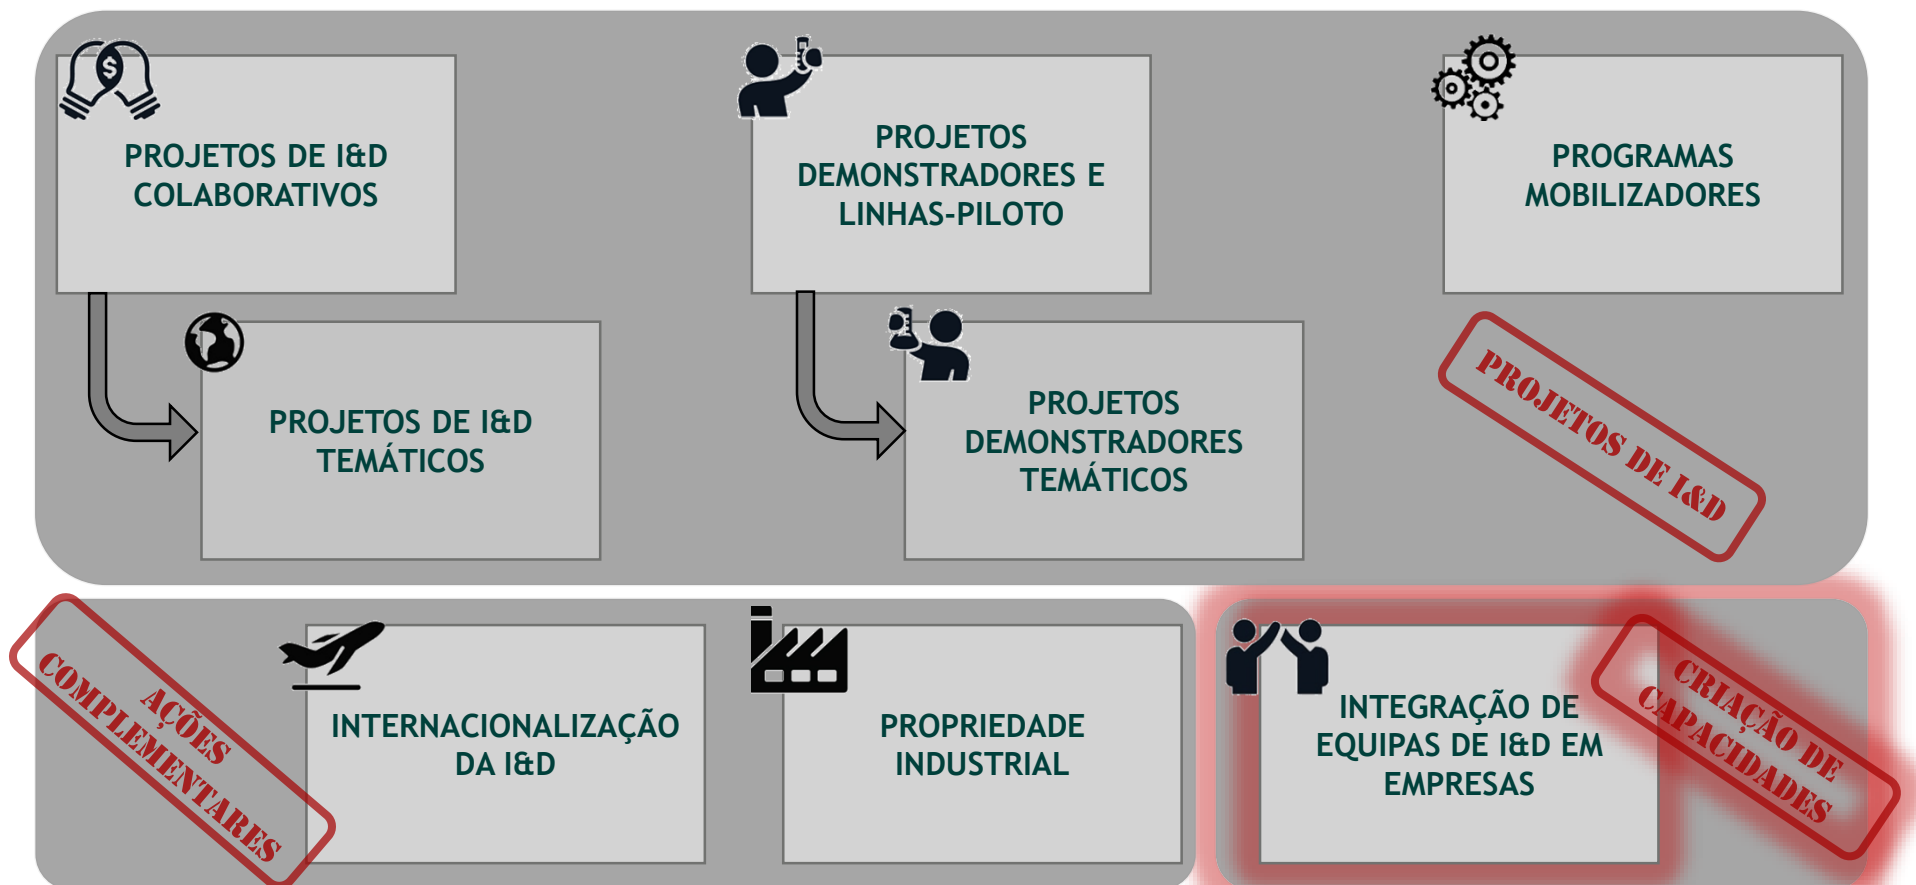 PROJETOS DE I&D
COLABORATIVOS
PROJETOS
DEMONSTRADORES E
LINHAS-PILOTO
PROGRAMAS
MOBILIZADORES
PROJETOS DE I&D
TEMÁTICOS
PROJETOS
DEMONSTRADORES
TEMÁTICOS
PROJETOS DE I&D
AÇÕES
COMPLEMENTARES
INTERNACIONALIZAÇÃO
DA I&D
PROPRIEDADE
INDUSTRIAL
INTEGRAÇÃO DE
EQUIPAS DE I&D EM
EMPRESAS
CRIAÇÃO DE
CAPACIDADES
$